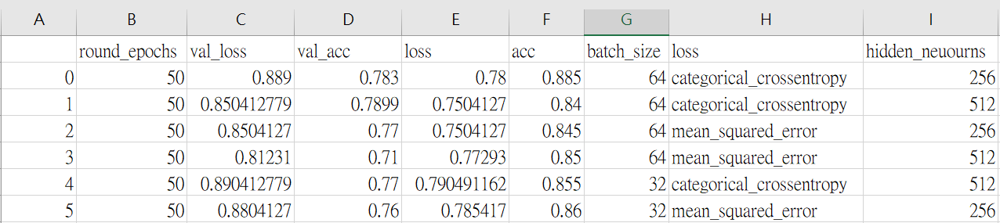 A B C D E F G H I
round_epochs val_loss val_acc loss acc batch_size loss hidden_neuourns
0 50 0.889 0.783 0.78 0.885 64 categorical_crossentropy 256
1 50 0.850412779 0.7899 0.7504127 0.84 64 categorical_crossentropy 512
2 50 0.8504127 0.77 0.7504127 0.845 64 mean_squared_error 256
3 50 0.81231 0.71 0.77293 0.85 64 mean_squared_error 512
4 50 0.890412779 0.77 0.790491162 0.855 32 categorical_crossentropy 512
5 50 0.8804127 0.76 0.785417 0.86 32 mean_squared_error 256